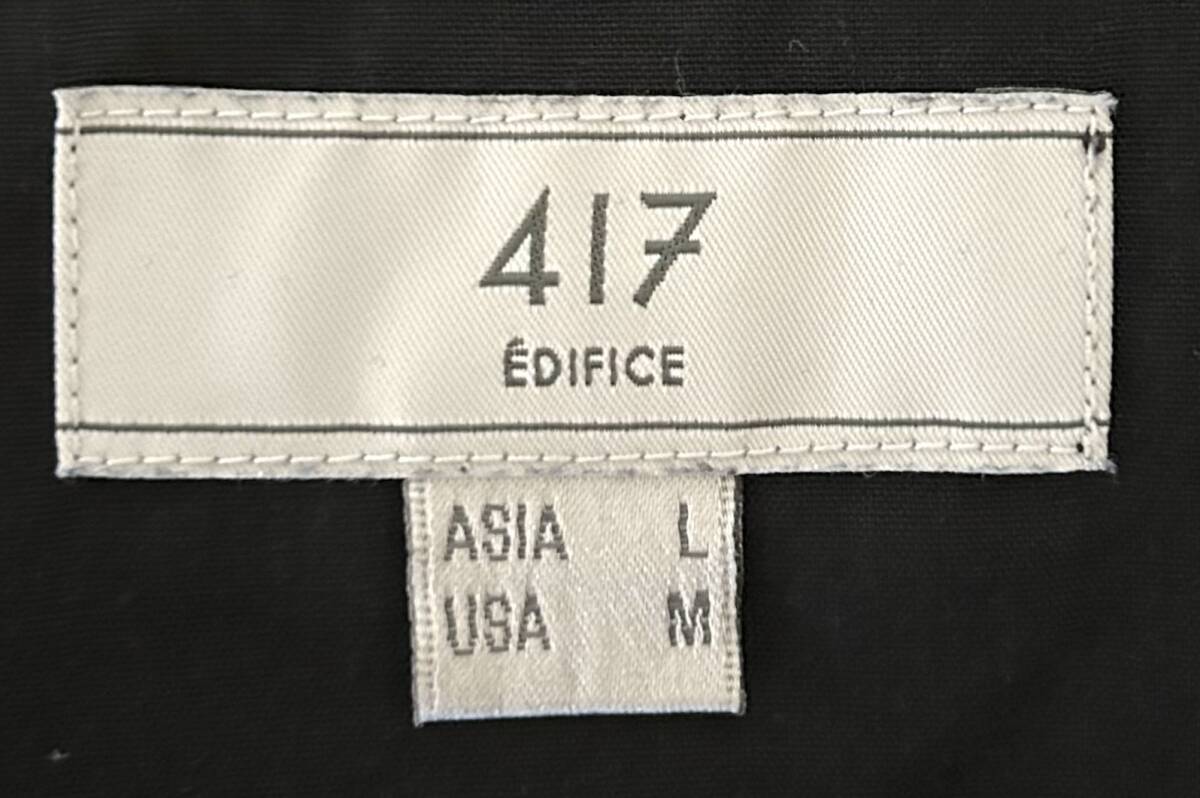 417
ÉDIFICE
ASIA L
USA M